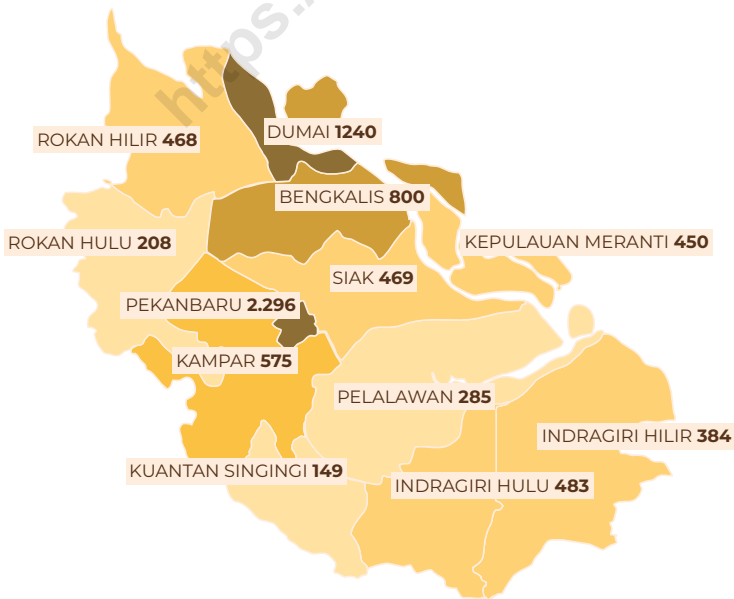 https:/
DUMAI 1240
ROKAN HILIR 468
BENGKALIS 800
ROKAN HULU 208
KEPULAUAN MERANTI 450
SIAK 469
PEKANBARU 2.296
KAMPAR 575
PELALAWAN 285
INDRAGIRI HILIR 384
KUANTAN SINGINGI 149
INDRAGIRI HULU 483